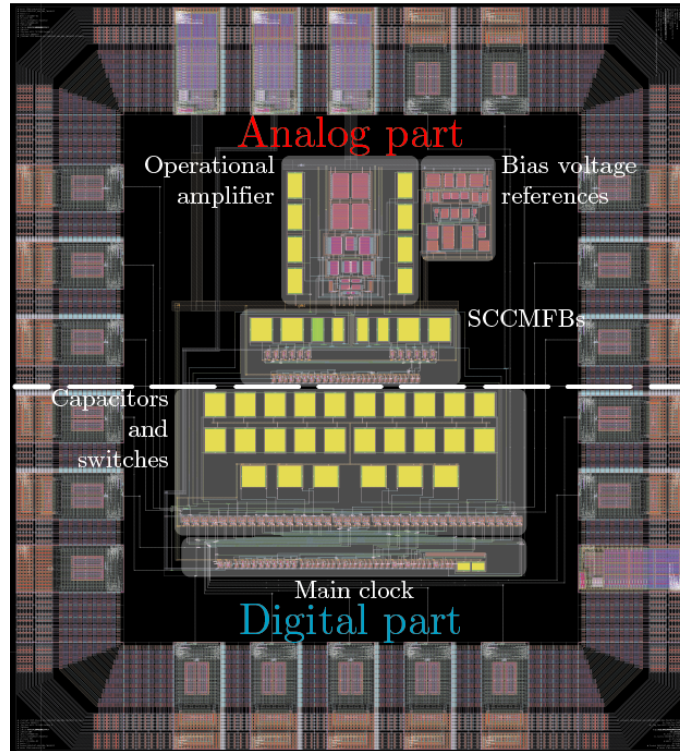 Analog part
Operational
amplifier
Bias voltage
references
SCCMFBs
Capacitors
and
switches
Main clock
Digital part